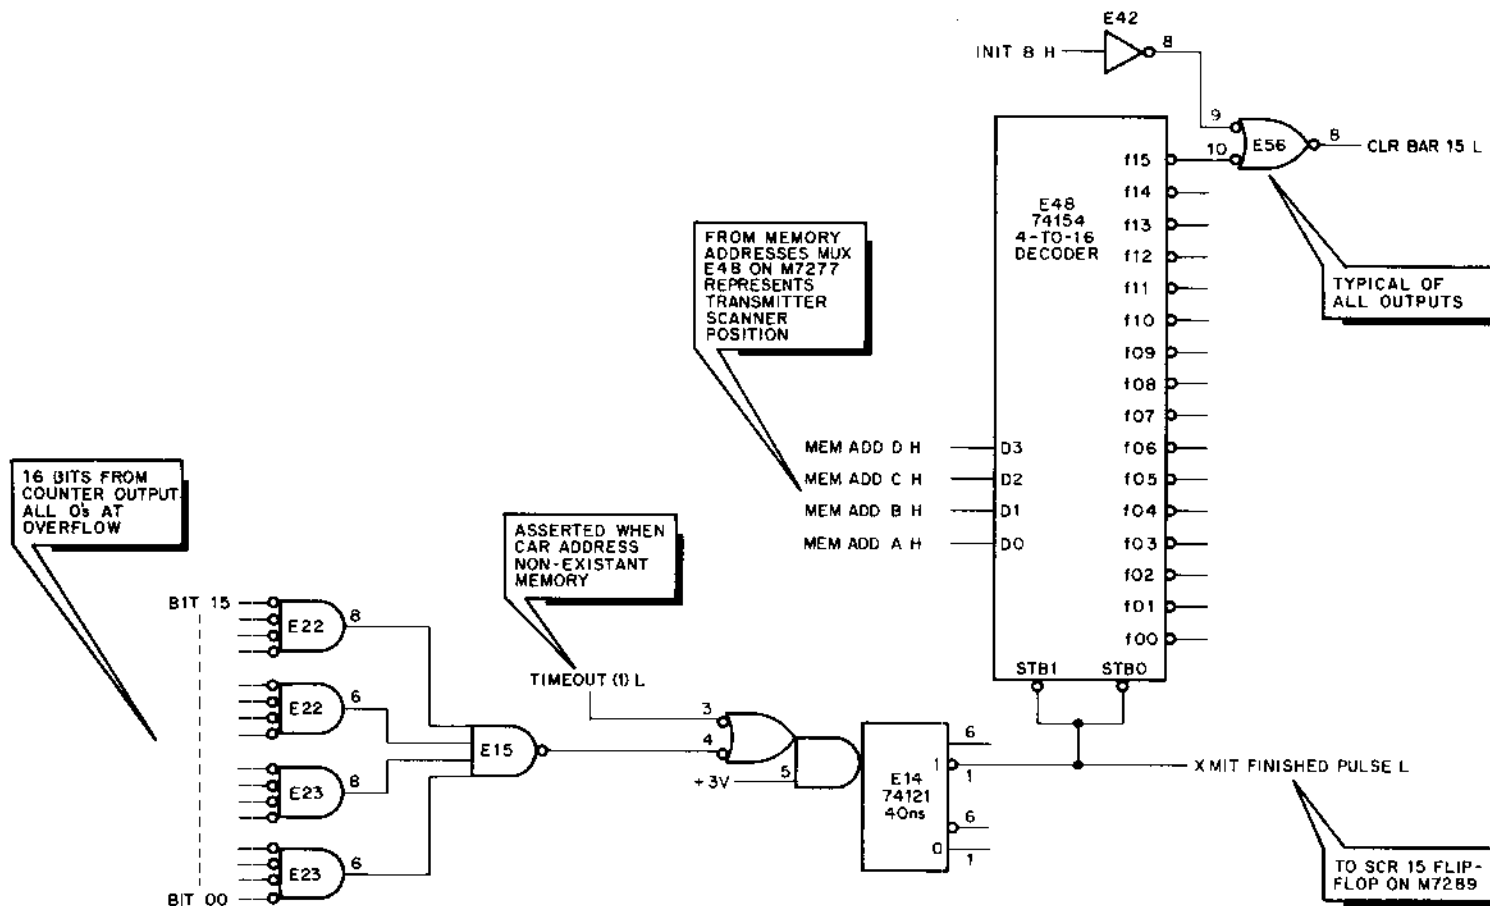 E42
INIT B H
8
9
10
E56
8
CLR BAR 15 L
TYPICAL OF
ALL OUTPUTS
E48
74154
4-TO-16
DECODER
f15
f14
f13
f12
f11
f10
f09
f08
f07
f06
f05
f04
f03
f02
f01
f00
D3
D2
D1
D0
STB1
STB0
FROM MEMORY
ADDRESSES MUX
E48 ON M7277
REPRESENTS
TRANSMITTER
SCANNER
POSITION
MEM ADD D H
MEM ADD C H
MEM ADD B H
MEM ADD A H
16 BITS FROM
COUNTER OUTPUT
ALL 0's AT
OVERFLOW
ASSERTED WHEN
CAR ADDRESS
NON-EXISTANT
MEMORY
TIMEOUT (1) L
BIT 15
E22
8
E22
6
E23
8
E23
6
BIT 00
E15
3
4
5
+3V
E14
74121
40ns
1
0
6
1
6
1
XMIT FINISHED PULSE L
TO SCR 15 FLIP-
FLOP ON M7289